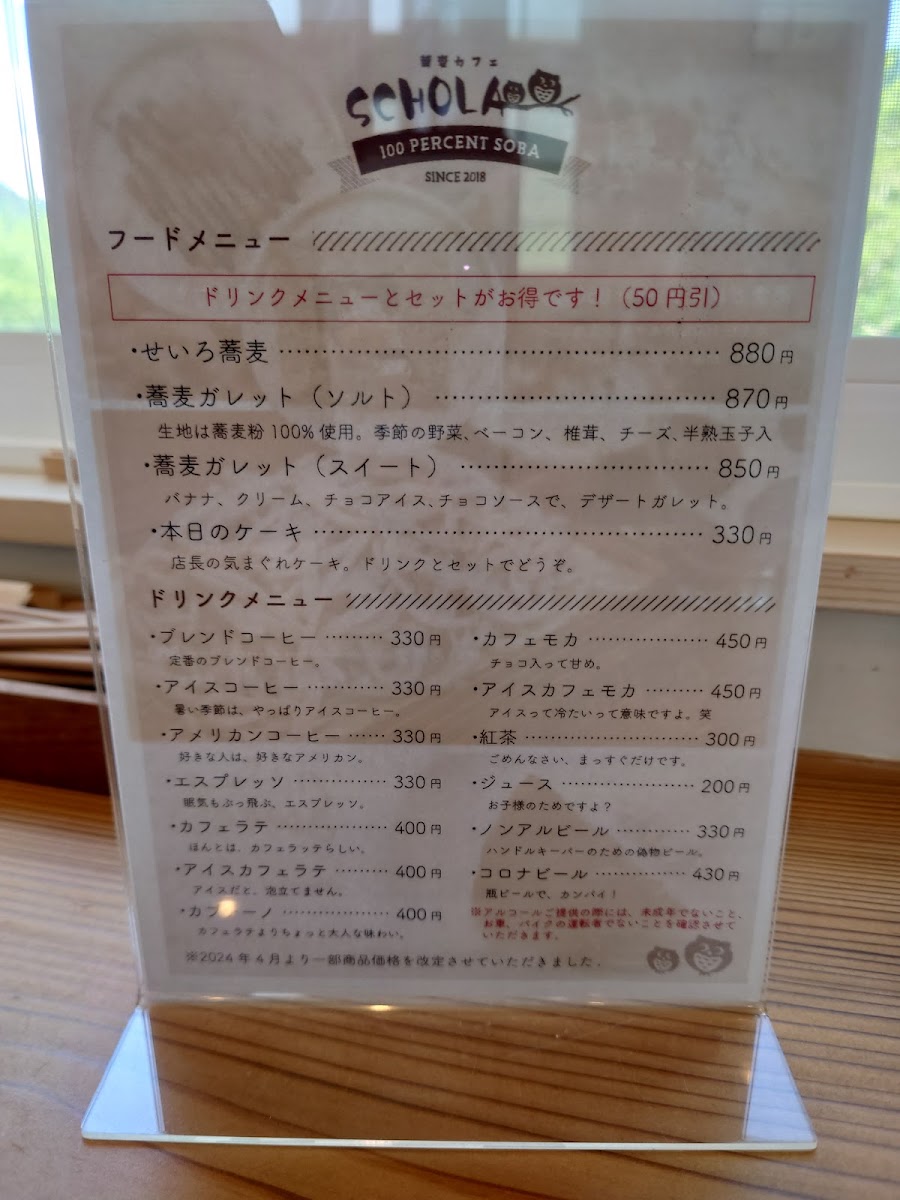 蕎麦カフェ
SCHOLA
100 PERCENT SOBA
SINCE 2018
フードメニュー
ドリンクメニューとセットがお得です！（50円引）
・せいろ蕎麦 ‥‥‥‥‥‥‥‥‥‥‥‥ 880円
・蕎麦ガレット（ソルト） ‥‥‥‥‥‥‥‥ 870円
生地は蕎麦粉100%使用。季節の野菜、ベーコン、椎茸、チーズ、半熟玉子入
・蕎麦ガレット（スイート） ‥‥‥‥‥‥‥ 850円
バナナ、クリーム、チョコアイス、チョコソースで、デザートガレット。
・本日のケーキ ‥‥‥‥‥‥‥‥‥‥‥ 330円
店長の気まぐれケーキ。ドリンクとセットでどうぞ。
ドリンクメニュー
・ブレンドコーヒー ‥‥‥ 330円
定番のブレンドコーヒー。
・アイスコーヒー ‥‥‥‥ 330円
暑い季節は、やっぱりアイスコーヒー。
・アメリカンコーヒー ‥‥ 330円
好きな人は、好きなアメリカン。
・エスプレッソ ‥‥‥‥‥ 330円
眠気もぶっ飛ぶ、エスプレッソ。
・カフェラテ ‥‥‥‥‥‥ 400円
ほんとは、カフェラッテらしい。
・アイスカフェラテ ‥‥‥ 400円
アイスだと、泡立てません。
・カプチーノ ‥‥‥‥‥‥ 400円
カフェラテよりちょっと大人な味わい。
・カフェモカ ‥‥‥‥‥‥ 450円
チョコ入って甘め。
・アイスカフェモカ ‥‥‥ 450円
アイスって冷たいって意味ですよ。笑
・紅茶 ‥‥‥‥‥‥‥‥‥ 300円
ごめんなさい、まっすぐだけです。
・ジュース ‥‥‥‥‥‥‥ 200円
お子様のためですよ？
・ノンアルビール ‥‥‥‥ 330円
ハンドルキーパーのための偽物ビール。
・コロナビール ‥‥‥‥‥ 430円
瓶ビールで、カンパイ！
※アルコールご提供の際には、未成年でないこと、
お車、バイクの運転者でないことを確認させて
いただきます。
※2024年4月より一部商品価格を改定させていただきました．